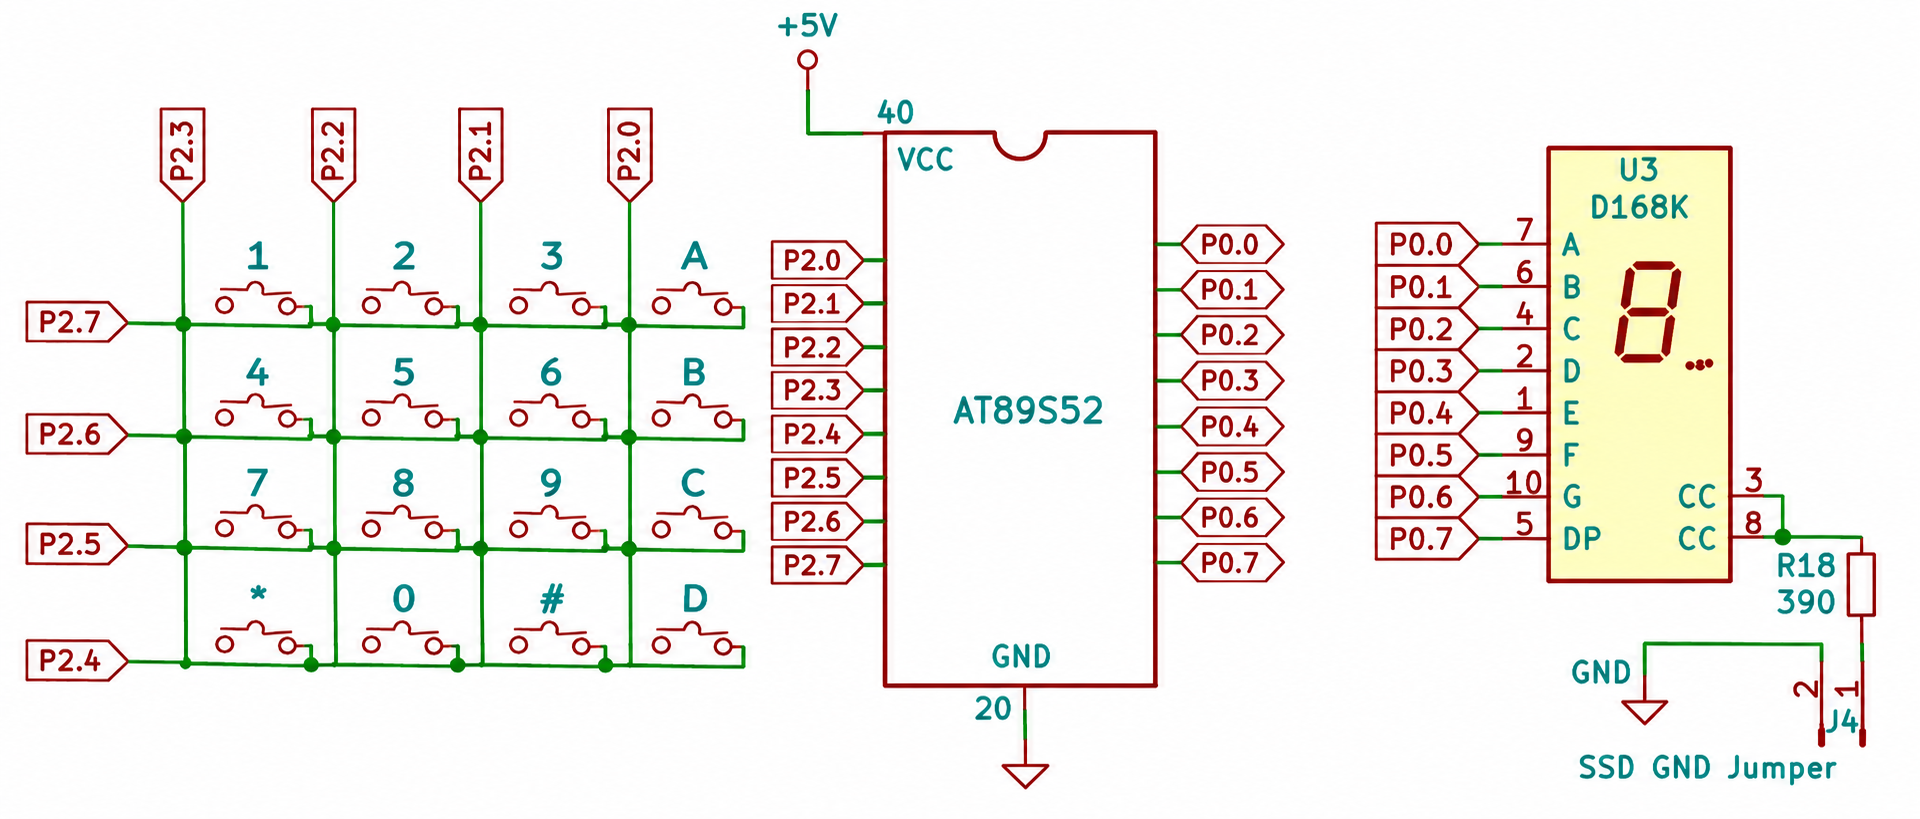 +5V
P2.3
P2.2
P2.1
P2.0
1 2 3 A
P2.7
4 5 6 B
P2.6
7 8 9 C
P2.5
* 0 # D
P2.4
40
VCC
P2.0
P2.1
P2.2
P2.3
P2.4
P2.5
P2.6
P2.7
AT89S52
GND
20
P0.0
P0.1
P0.2
P0.3
P0.4
P0.5
P0.6
P0.7
U3
D168K
P0.0 7 A
P0.1 6 B
P0.2 4 C
P0.3 2 D
P0.4 1 E
P0.5 9 F
P0.6 10 G
P0.7 5 DP
CC 3
CC 8
R18
390
GND
2 1
J4
SSD GND Jumper